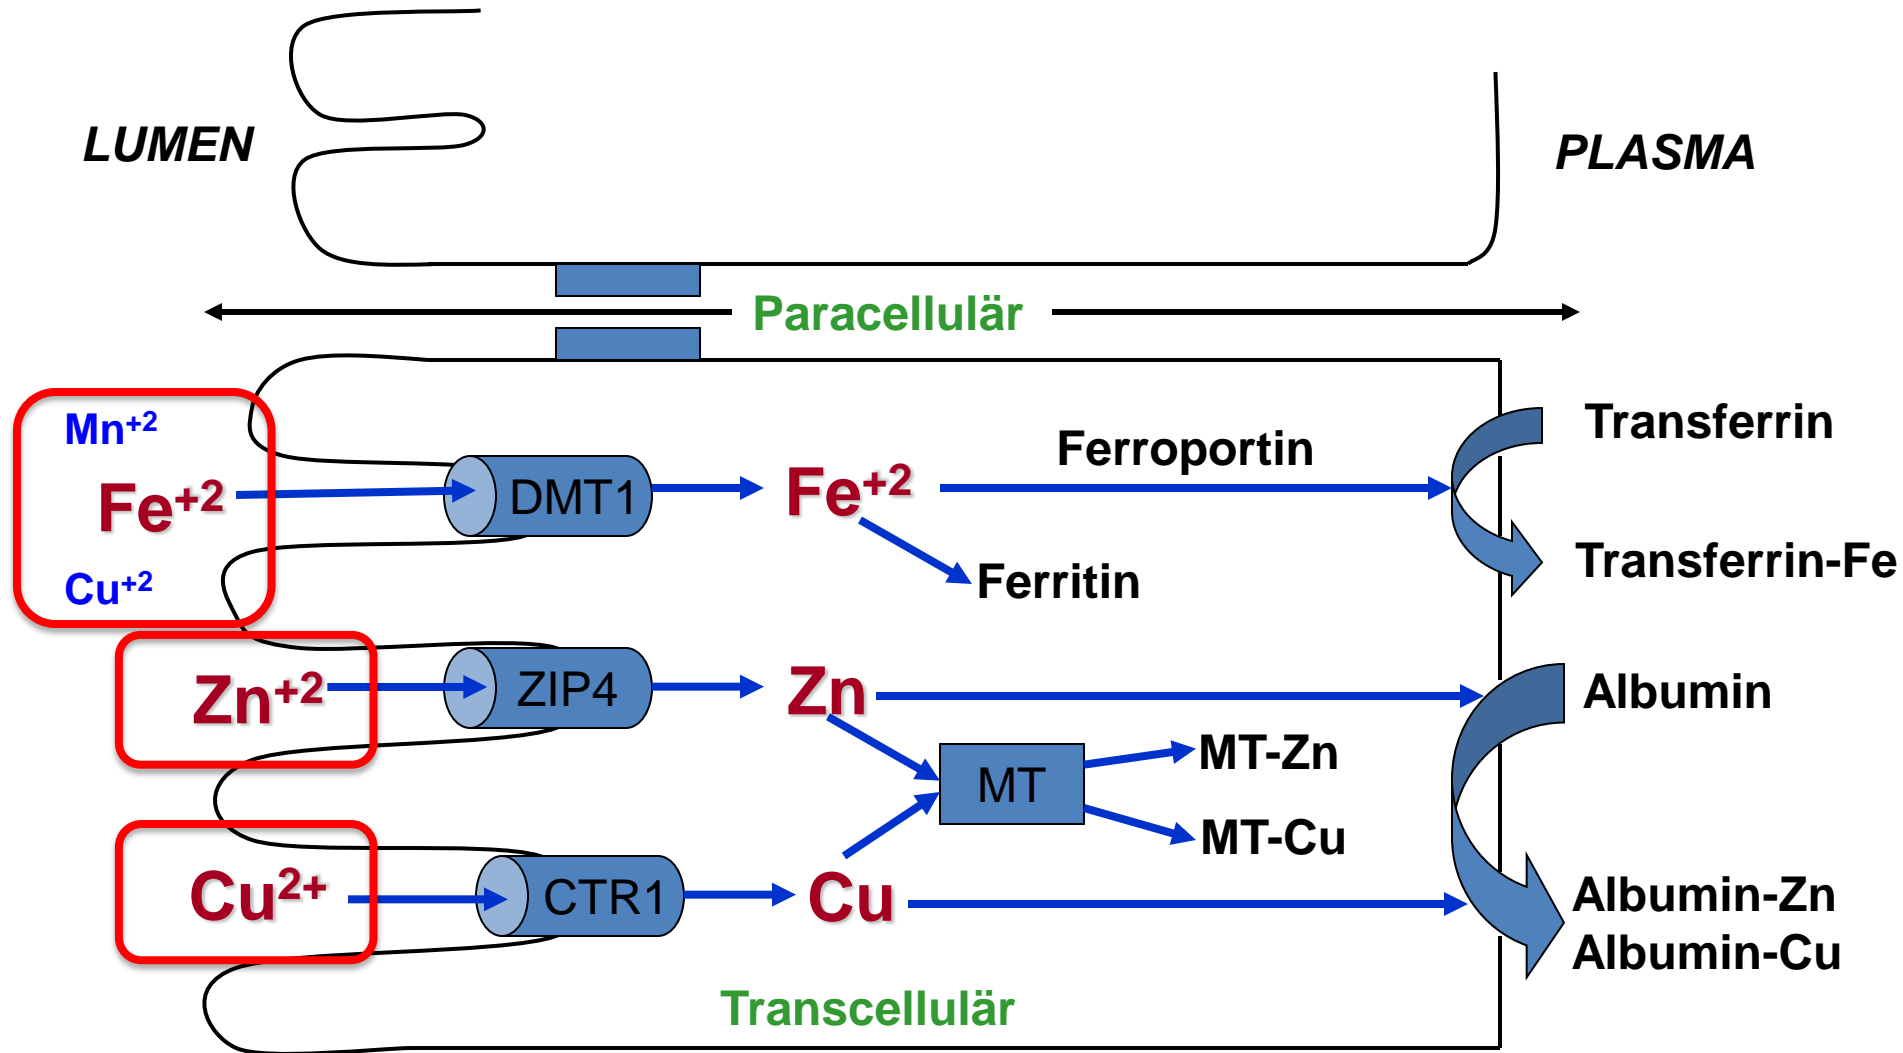 LUMEN
PLASMA
Paracellulär
Mn+2
Fe+2
Cu+2
DMT1
Fe+2
Ferroportin
Ferritin
Transferrin
Transferrin-Fe
Zn+2
ZIP4
Zn
Albumin
MT
MT-Zn
MT-Cu
Cu2+
CTR1
Cu
Albumin-Zn
Albumin-Cu
Transcellulär